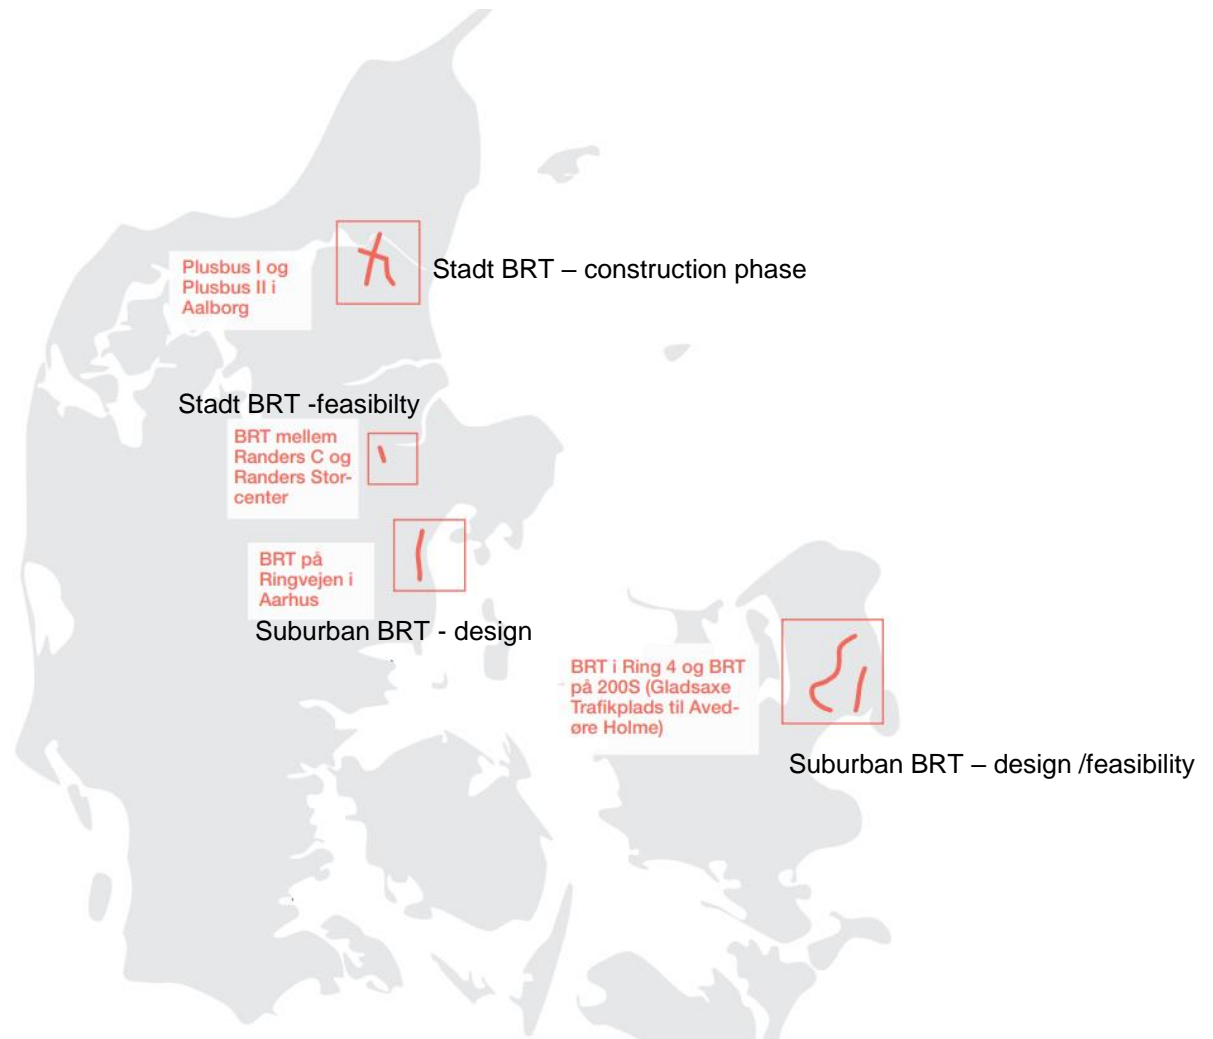 Plusbus I og
Plusbus II i
Aalborg
Stadt BRT – construction phase
Stadt BRT -feasibilty
BRT mellem
Randers C og
Randers Stor-
center
BRT på
Ringvejen i
Aarhus
Suburban BRT - design
BRT i Ring 4 og BRT
på 200S (Gladsaxe
Trafikplads til Aved-
øre Holme)
Suburban BRT – design /feasibility